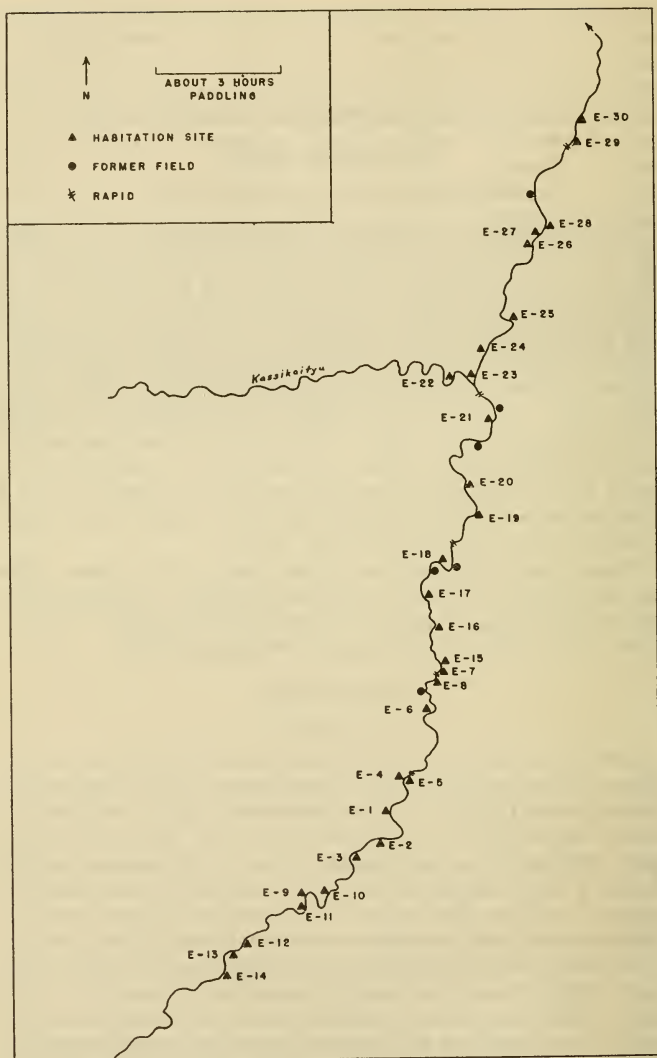 N
ABOUT 3 HOURS
PADDLING
HABITATION SITE
FORMER FIELD
RAPID
E-30
E-29
E-28
E-27
E-26
E-25
E-24
Kassikaityu
E-22
E-23
E-21
E-20
E-19
E-18
E-17
E-16
E-15
E-7
E-8
E-6
E-4
E-5
E-1
E-2
E-3
E-9
E-10
E-11
E-12
E-13
E-14